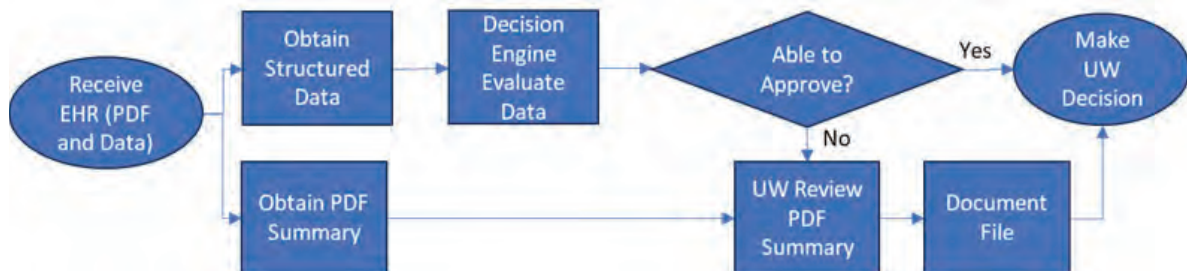 Receive
EHR (PDF
and Data)
Obtain
Structured
Data
Decision
Engine
Evaluate
Data
Able to
Approve?
Yes
Make
UW
Decision
No
Obtain PDF
Summary
UW Review
PDF
Summary
Document
File